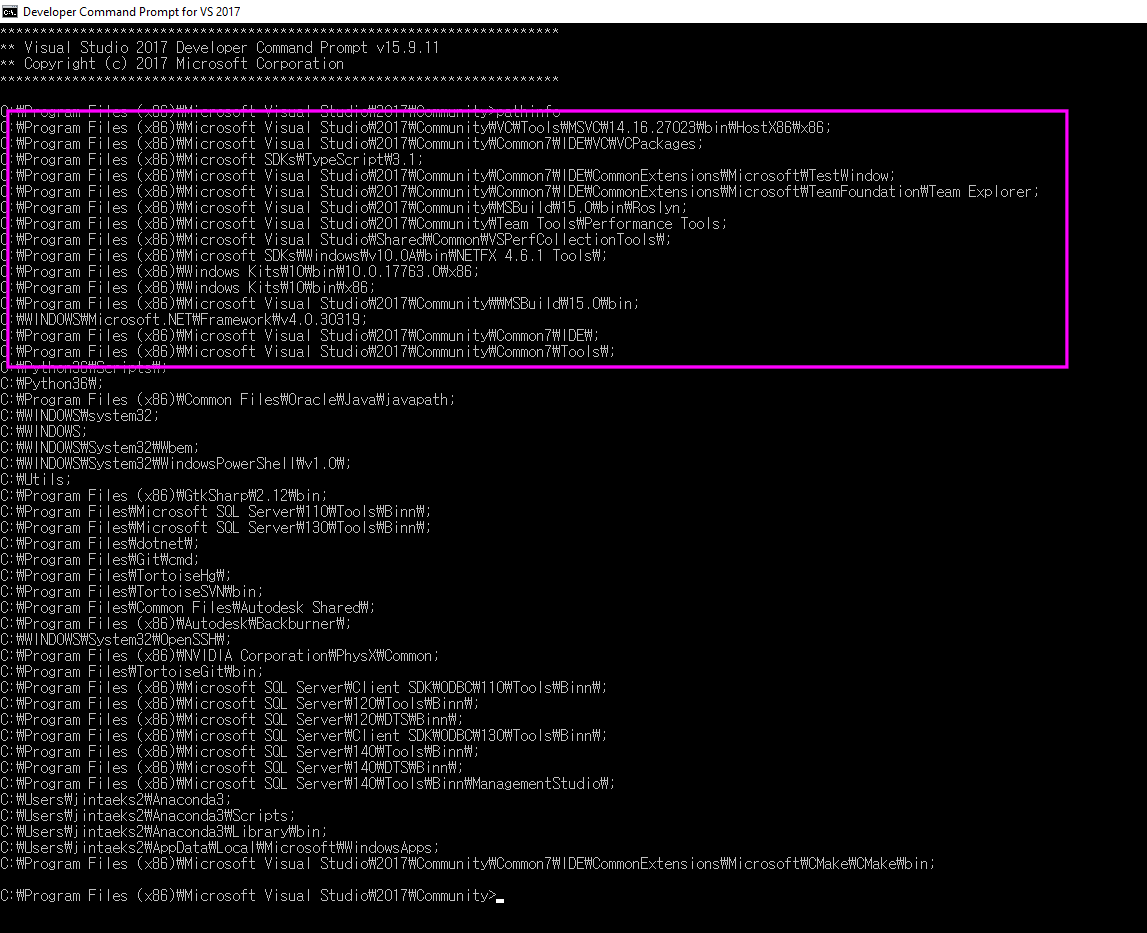 Developer Command Prompt for VS 2017
**********************************************************************
** Visual Studio 2017 Developer Command Prompt v15.9.11
** Copyright (c) 2017 Microsoft Corporation
**********************************************************************
C:₩Program Files (x86)₩Microsoft Visual Studio₩2017₩Community>pathinfo
C:₩Program Files (x86)₩Microsoft Visual Studio₩2017₩Community₩VC₩Tools₩MSVC₩14.16.27023₩bin₩HostX86₩x86;
C:₩Program Files (x86)₩Microsoft Visual Studio₩2017₩Community₩Common7₩IDE₩VC₩VCPackages;
C:₩Program Files (x86)₩Microsoft SDKs₩TypeScript₩3.1;
C:₩Program Files (x86)₩Microsoft Visual Studio₩2017₩Community₩Common7₩IDE₩CommonExtensions₩Microsoft₩TestWindow;
C:₩Program Files (x86)₩Microsoft Visual Studio₩2017₩Community₩Common7₩IDE₩CommonExtensions₩Microsoft₩TeamFoundation₩Team Explorer;
C:₩Program Files (x86)₩Microsoft Visual Studio₩2017₩Community₩MSBuild₩15.0₩bin₩Roslyn;
C:₩Program Files (x86)₩Microsoft Visual Studio₩2017₩Community₩Team Tools₩Performance Tools;
C:₩Program Files (x86)₩Microsoft Visual Studio₩Shared₩Common₩VSPerfCollectionTools₩;
C:₩Program Files (x86)₩Microsoft SDKs₩Windows₩v10.0A₩bin₩NETFX 4.6.1 Tools₩;
C:₩Program Files (x86)₩Windows Kits₩10₩bin₩10.0.17763.0₩x86;
C:₩Program Files (x86)₩Windows Kits₩10₩bin₩x86;
C:₩Program Files (x86)₩Microsoft Visual Studio₩2017₩Community₩₩MSBuild₩15.0₩bin;
C:₩WINDOWS₩Microsoft.NET₩Framework₩v4.0.30319;
C:₩Program Files (x86)₩Microsoft Visual Studio₩2017₩Community₩Common7₩IDE₩;
C:₩Program Files (x86)₩Microsoft Visual Studio₩2017₩Community₩Common7₩Tools₩;
C:₩Python36₩Scripts₩;
C:₩Python36₩;
C:₩Program Files (x86)₩Common Files₩Oracle₩Java₩javapath;
C:₩WINDOWS₩system32;
C:₩WINDOWS;
C:₩WINDOWS₩System32₩Wbem;
C:₩WINDOWS₩System32₩WindowsPowerShell₩v1.0₩;
C:₩Utils;
C:₩Program Files (x86)₩GtkSharp₩2.12₩bin;
C:₩Program Files₩Microsoft SQL Server₩110₩Tools₩Binn₩;
C:₩Program Files₩Microsoft SQL Server₩130₩Tools₩Binn₩;
C:₩Program Files₩dotnet₩;
C:₩Program Files₩Git₩cmd;
C:₩Program Files₩TortoiseHg₩;
C:₩Program Files₩TortoiseSVN₩bin;
C:₩Program Files₩Common Files₩Autodesk Shared₩;
C:₩Program Files (x86)₩Autodesk₩Backburner₩;
C:₩WINDOWS₩System32₩OpenSSH₩;
C:₩Program Files (x86)₩NVIDIA Corporation₩PhysX₩Common;
C:₩Program Files₩TortoiseGit₩bin;
C:₩Program Files (x86)₩Microsoft SQL Server₩Client SDK₩ODBC₩110₩Tools₩Binn₩;
C:₩Program Files (x86)₩Microsoft SQL Server₩120₩Tools₩Binn₩;
C:₩Program Files (x86)₩Microsoft SQL Server₩120₩DTS₩Binn₩;
C:₩Program Files (x86)₩Microsoft SQL Server₩Client SDK₩ODBC₩130₩Tools₩Binn₩;
C:₩Program Files (x86)₩Microsoft SQL Server₩140₩Tools₩Binn₩;
C:₩Program Files (x86)₩Microsoft SQL Server₩140₩DTS₩Binn₩;
C:₩Program Files (x86)₩Microsoft SQL Server₩140₩Tools₩Binn₩ManagementStudio₩;
C:₩Users₩jintaeks2₩Anaconda3;
C:₩Users₩jintaeks2₩Anaconda3₩Scripts;
C:₩Users₩jintaeks2₩Anaconda3₩Library₩bin;
C:₩Users₩jintaeks2₩AppData₩Local₩Microsoft₩WindowsApps;
C:₩Program Files (x86)₩Microsoft Visual Studio₩2017₩Community₩Common7₩IDE₩CommonExtensions₩Microsoft₩CMake₩CMake₩bin;
C:₩Program Files (x86)₩Microsoft Visual Studio₩2017₩Community>